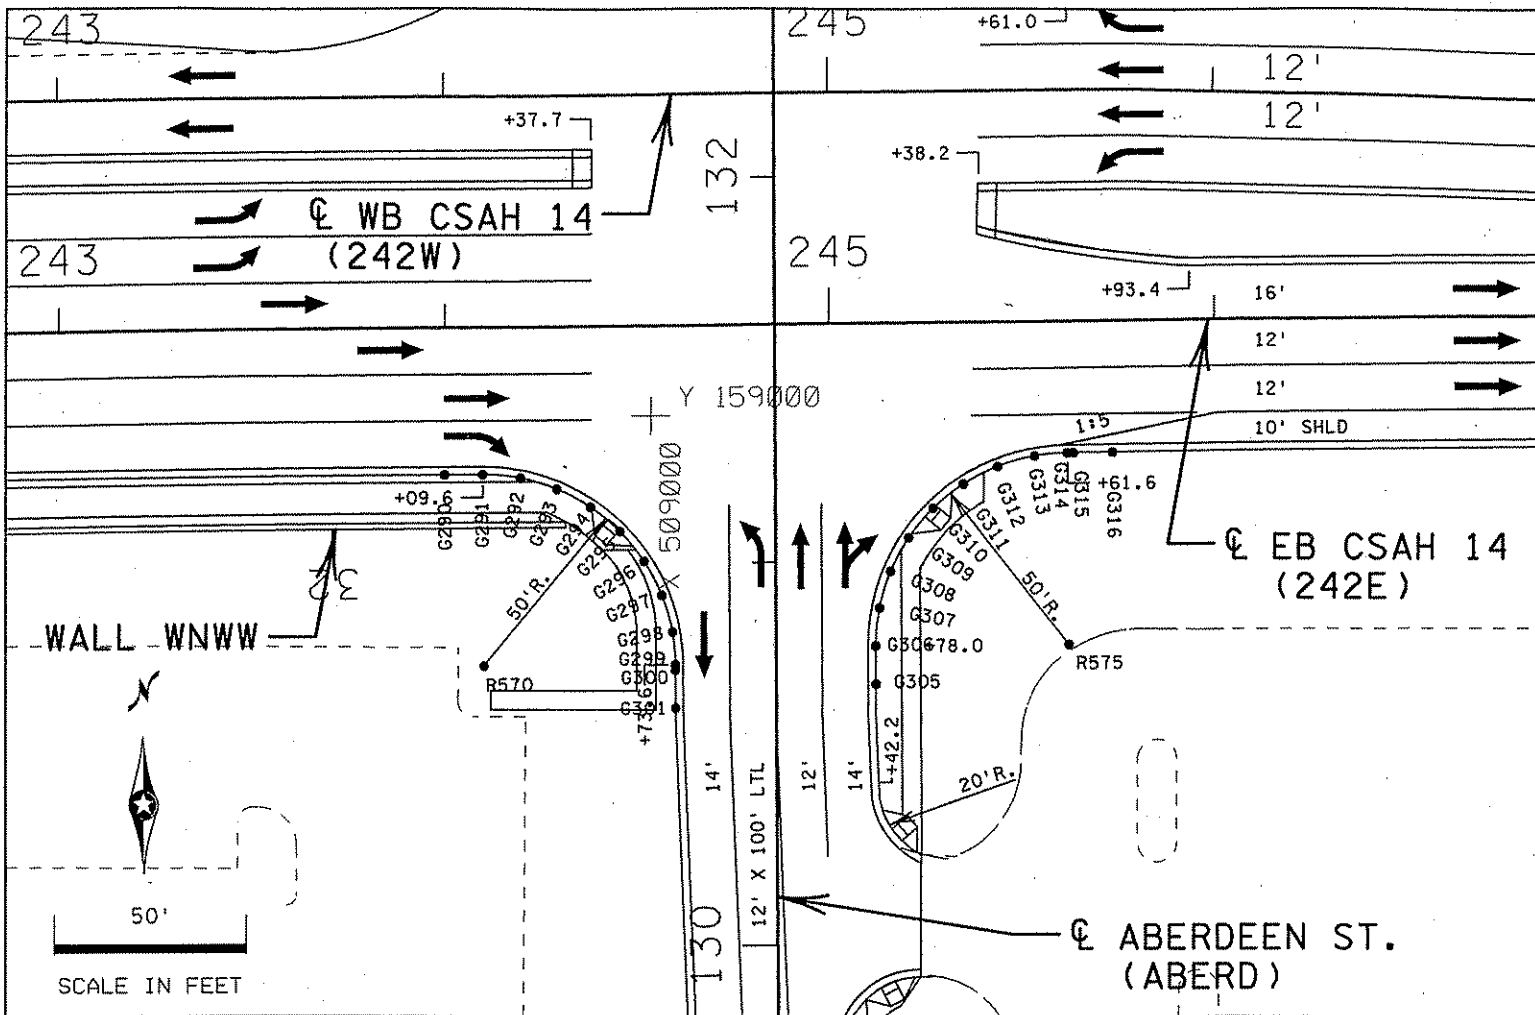 243
245
+61.0
12'
12'
+37.7
+38.2
132
℄ WB CSAH 14
(242W)
243
245
+93.4
16'
12'
12'
Y 159000
1:5
10' SHLD
X 509000
+09.6
G290
G291
G292
G293
G294
G295
G296
G297
G298
G299
G300
G301
50'R.
R570
G316
+61.6
G315
G314
G313
G312
G311
G310
G309
G308
G307
G306
+78.0
G305
50'R.
R575
℄ EB CSAH 14
(242E)
WALL WNWW
N
+42.2
20'R.
14'
12' X 100' LTL
12'
14'
130
50'
SCALE IN FEET
℄ ABERDEEN ST.
(ABERD)